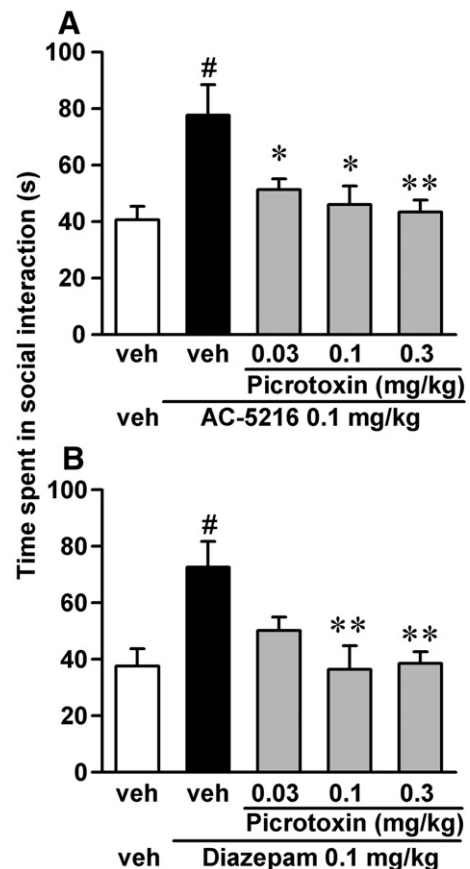 A
Time spent in social interaction (s)
100
80
60
40
20
0
#
*
*
**
veh veh 0.03 0.1 0.3
Picrotoxin (mg/kg)
veh AC-5216 0.1 mg/kg
B
100
80
60
40
20
0
#
**
**
veh veh 0.03 0.1 0.3
Picrotoxin (mg/kg)
veh Diazepam 0.1 mg/kg